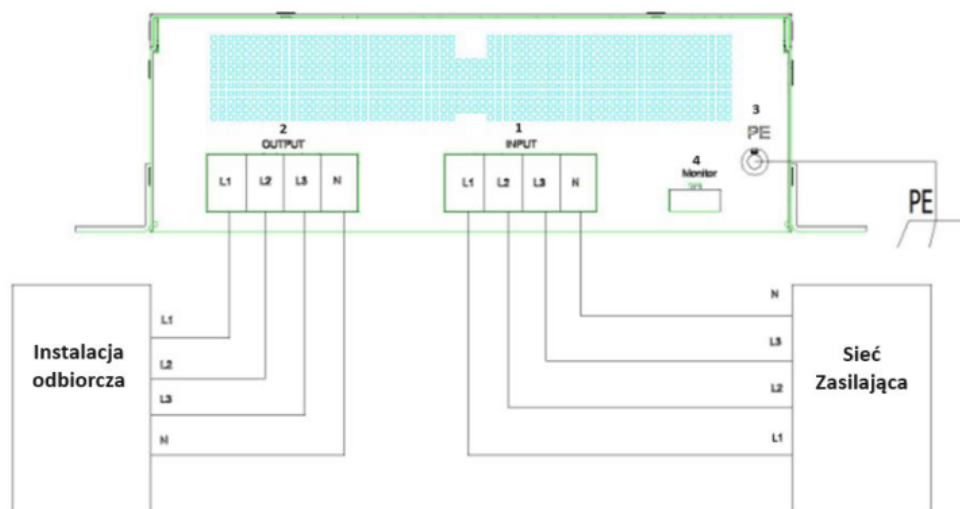 3
PE
2
OUTPUT
1
INPUT
4
Monitor
L1 L2 L3 N
L1 L2 L3 N
PE
L1
L2
L3
N
Instalacja
odbiorcza
N
L3
L2
L1
Sieć
Zasilająca